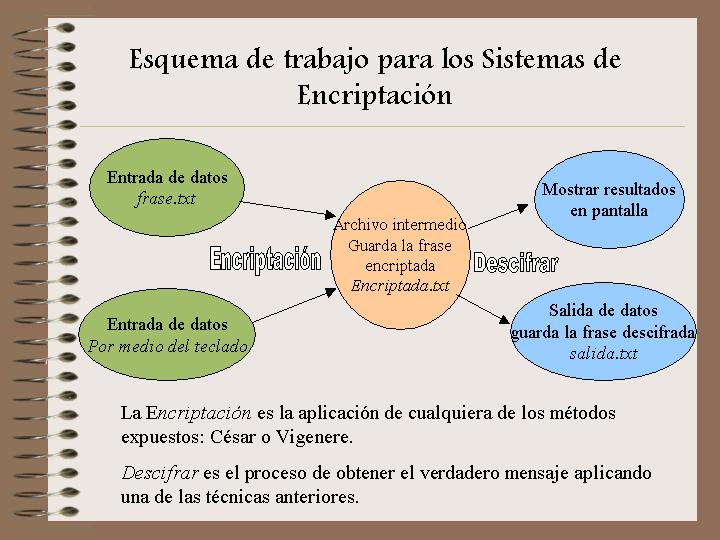 Esquema de trabajo para los Sistemas de
Encriptación
Entrada de datos
frase.txt
Mostrar resultados
en pantalla
Archivo intermedio
Guarda la frase
encriptada
Encriptada.txt
Encriptación
Descifrar
Entrada de datos
Por medio del teclado
Salida de datos
guarda la frase descifrada
salida.txt
La Encriptación es la aplicación de cualquiera de los métodos
expuestos: César o Vigenere.
Descifrar es el proceso de obtener el verdadero mensaje aplicando
una de las técnicas anteriores.